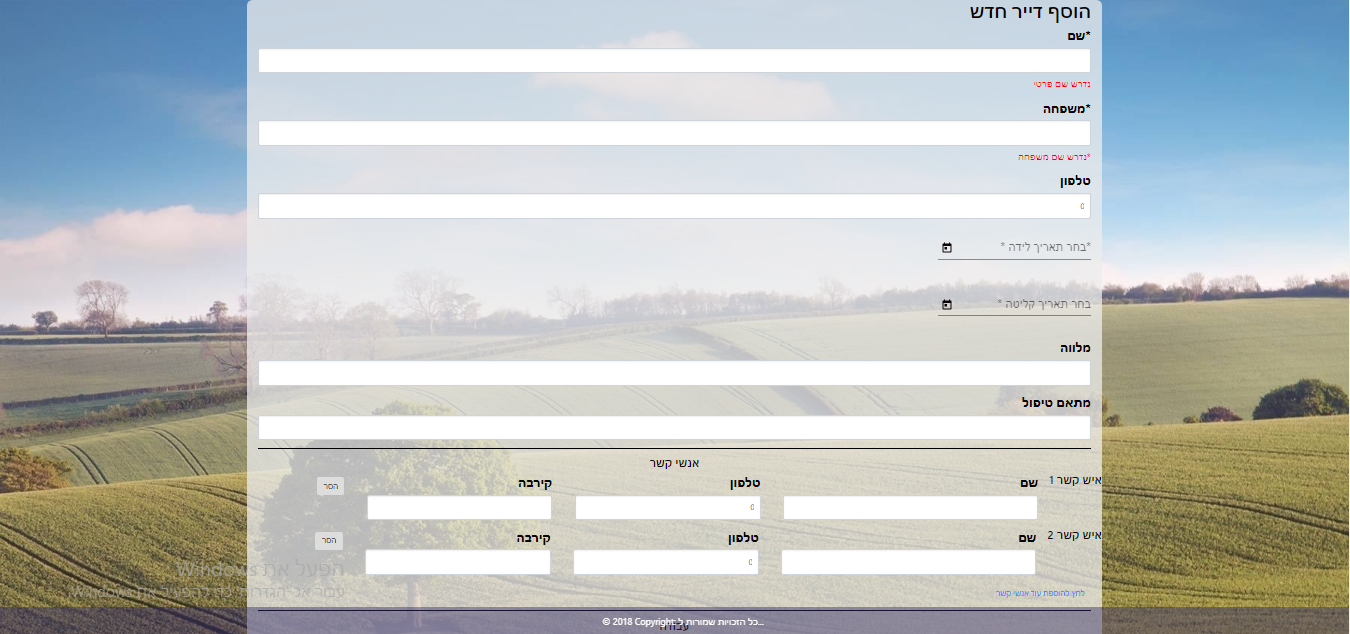 הוסף דייר חדש
*שם
נדרש שם פרטי
*משפחה
*נדרש שם משפחה
טלפון
0
*בחר תאריך לידה *
בחר תאריך קליטה *
מלווה
מתאם טיפול
אנשי קשר
איש קשר 1 שם טלפון קירבה הסר
0
איש קשר 2 שם טלפון קירבה הסר
0
הפעל את Windows
עבור אל 'הגדרות' כדי להפעיל את Windows.
לחץ להוספת עוד אנשי קשר
עבודה
© 2018 Copyright: כל הזכויות שמורות ל...